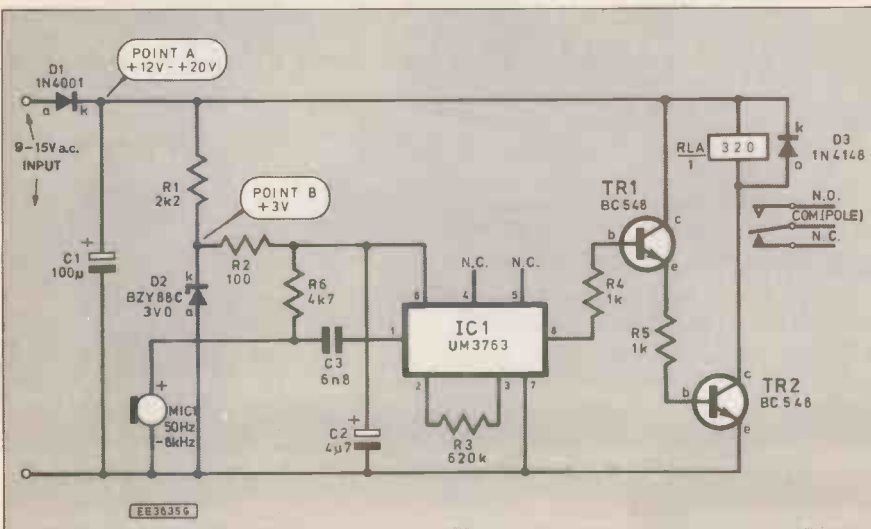 POINT A
+12V-+20V
D1
1N4001
a
k
9-15V a.c.
INPUT
R1
2k2
POINT B
+3V
C1
100μ
+
D2
BZY88C
3V0
k
a
R2
100
R6
4k7
C3
6n8
+
MIC1
50Hz
-8kHz
+
C2
4μ7
N.C.
N.C.
4
5
1
IC1
UM3763
2
3
7
R3
620k
R4
1k
TR1
BC548
b
c
e
R5
1k
TR2
BC548
b
c
e
RLA
1
320
k
a
D3
1N4148
N.O.
COM(POLE)
N.C.
EE3635G